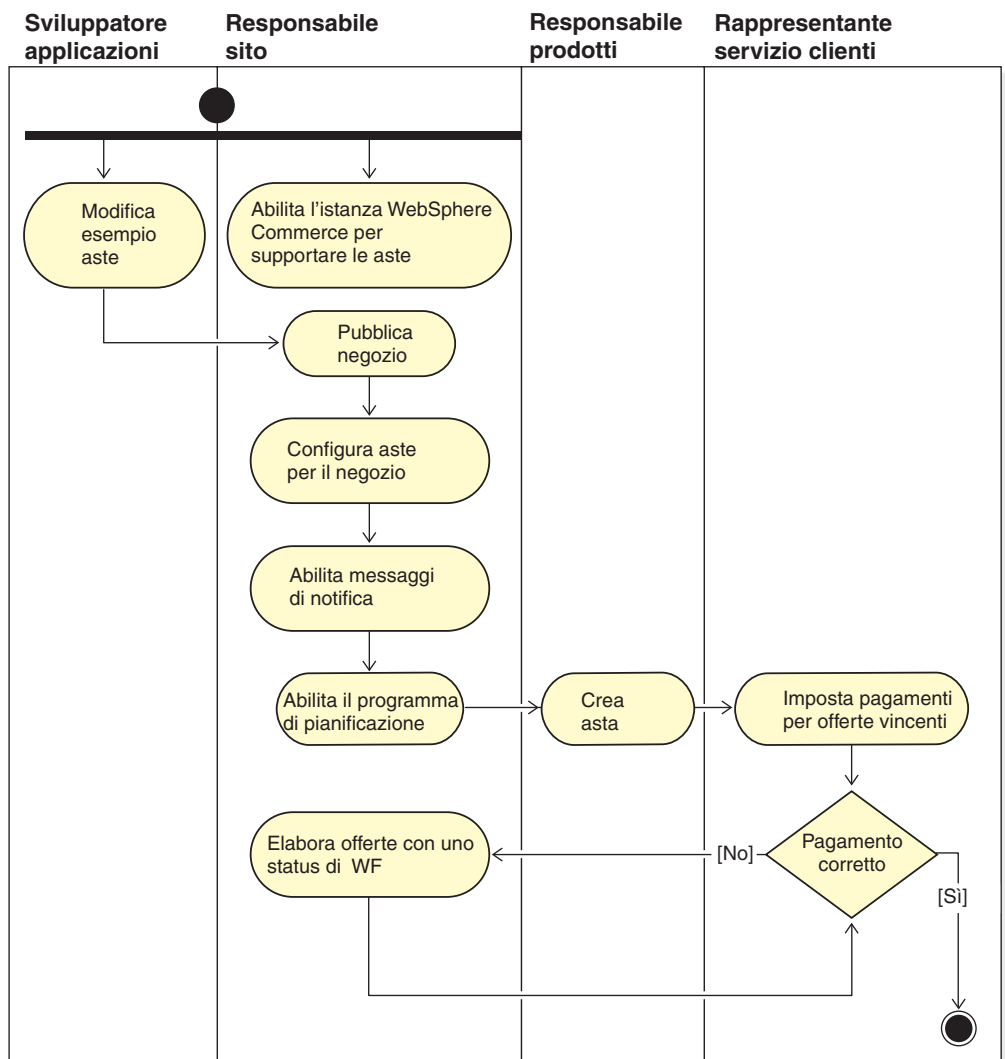 Sviluppatore
applicazioni
Responsabile
sito
Responsabile
prodotti
Rappresentante
servizio clienti
Modifica
esempio
aste
Abilita l'istanza WebSphere
Commerce per
supportare le aste
Pubblica
negozio
Configura aste
per il negozio
Abilita messaggi
di notifica
Abilita il programma
di pianificazione
Crea
asta
Imposta pagamenti
per offerte vincenti
Elabora offerte con uno
status di WF
[No]
Pagamento
corretto
[Sì]